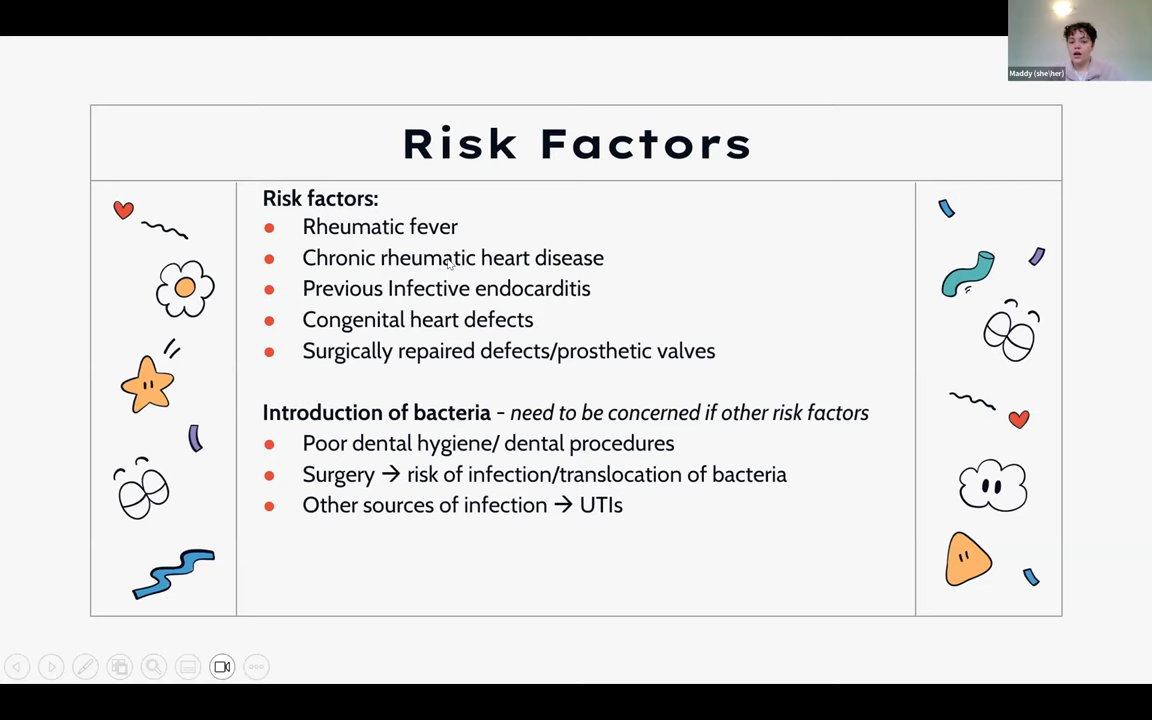 Maddy (she\her)
Risk Factors
Risk factors:
Rheumatic fever
Chronic rheumatic heart disease
Previous Infective endocarditis
Congenital heart defects
Surgically repaired defects/prosthetic valves
Introduction of bacteria - need to be concerned if other risk factors
Poor dental hygiene/ dental procedures
Surgery → risk of infection/translocation of bacteria
Other sources of infection → UTIs